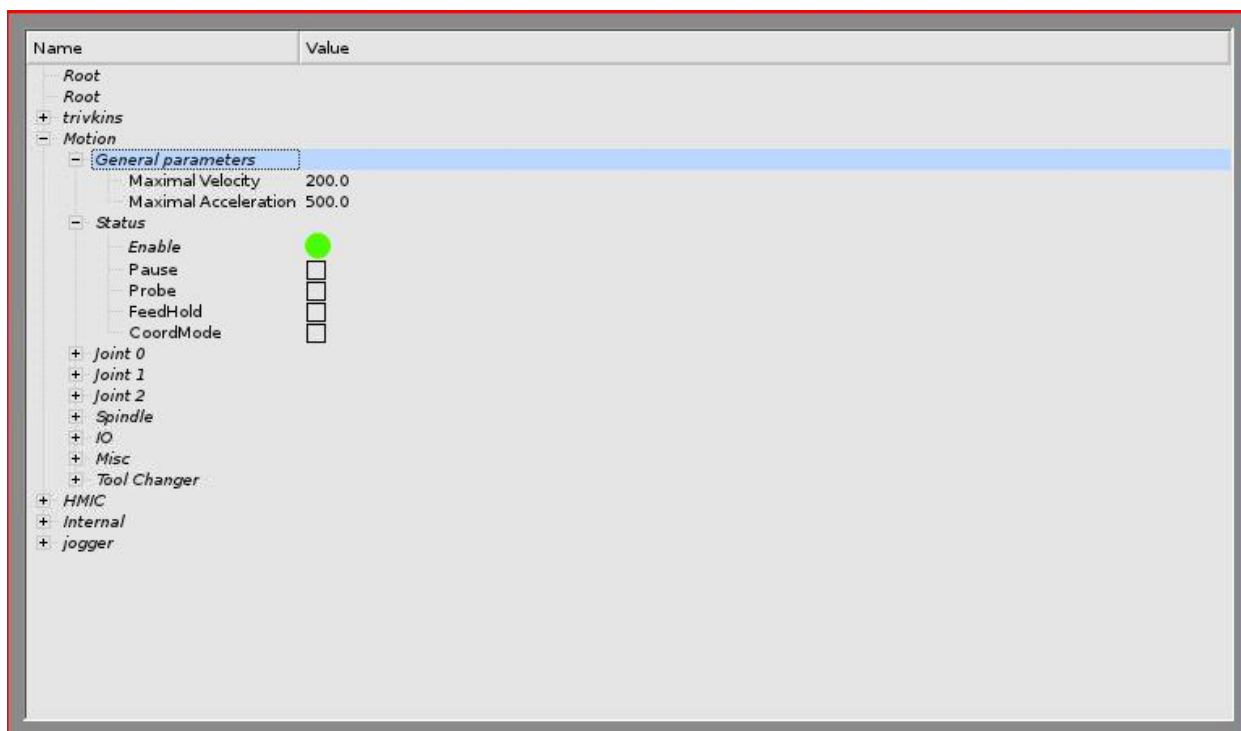 Name Value
Root
Root
trivkins
Motion
General parameters
Maximal Velocity 200.0
Maximal Acceleration 500.0
Status
Enable
Pause
Probe
FeedHold
CoordMode
Joint 0
Joint 1
Joint 2
Spindle
IO
Misc
Tool Changer
HMIC
Internal
jogger